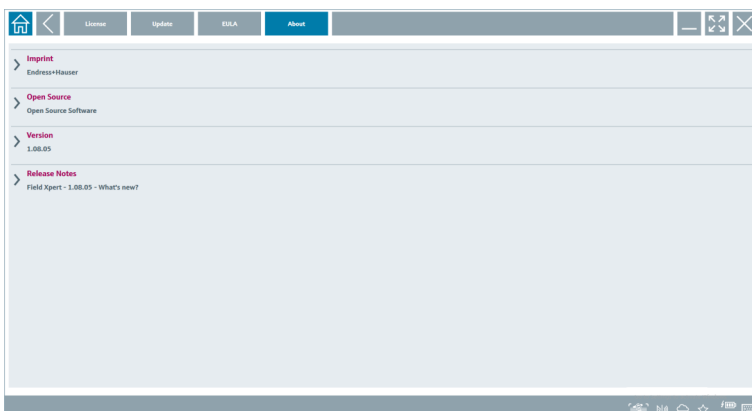 License Update EULA About
Imprint
Endress+Hauser
Open Source
Open Source Software
Version
1.08.05
Release Notes
Field Xpert - 1.08.05 - What's new?